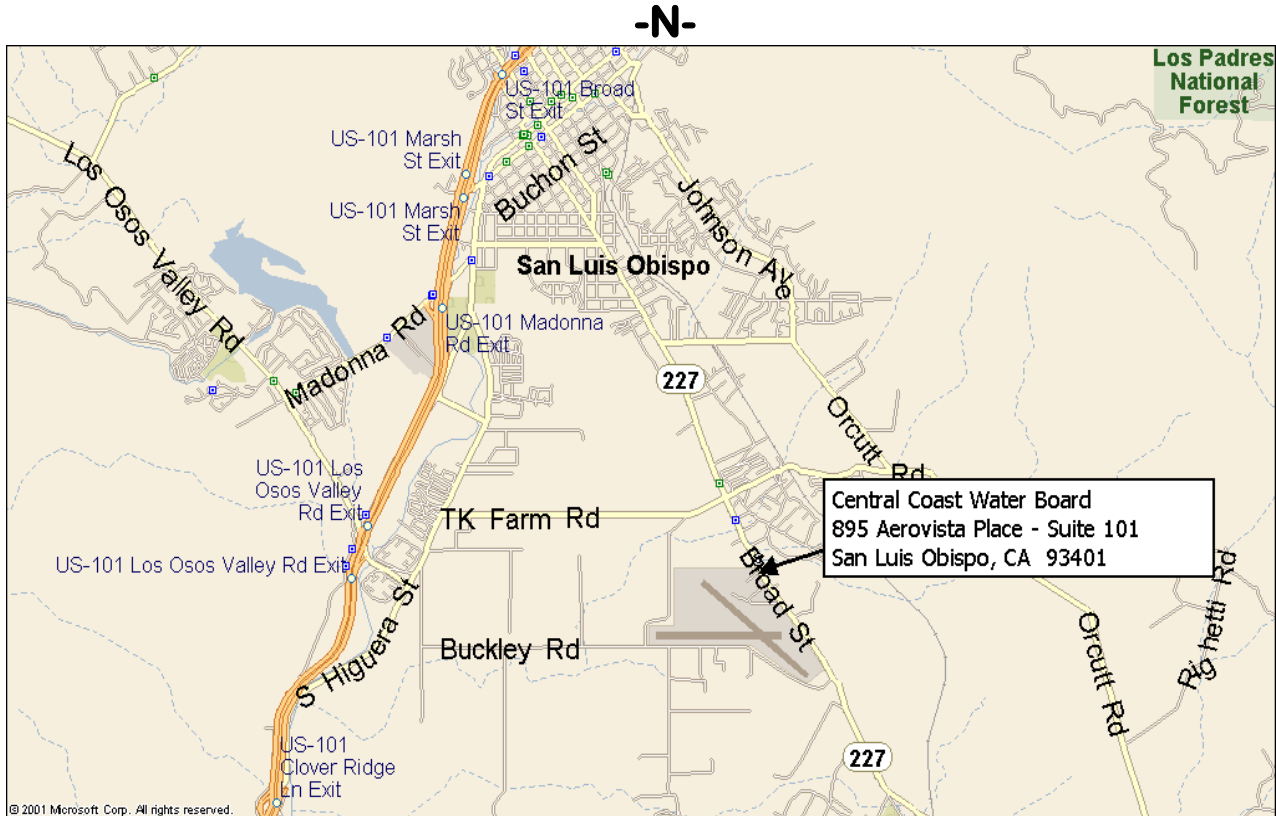 -N-
Los Padres
National
Forest
US-101 Broad
St Exit
US-101 Marsh
St Exit
Los Osos Valley Rd
Buchon St
Johnson Ave
US-101 Marsh
St Exit
San Luis Obispo
Madonna Rd
US-101 Madonna
Rd Exit
227
Orcutt Rd
US-101 Los
Osos Valley
Rd Exit
TK Farm Rd
Central Coast Water Board
895 Aerovista Place - Suite 101
San Luis Obispo, CA 93401
US-101 Los Osos Valley Rd Exit
Broad St
S Higuera St
Buckley Rd
Orcutt Rd
Righetti Rd
US-101
Clover Ridge
Ln Exit
227
© 2001 Microsoft Corp. All rights reserved.